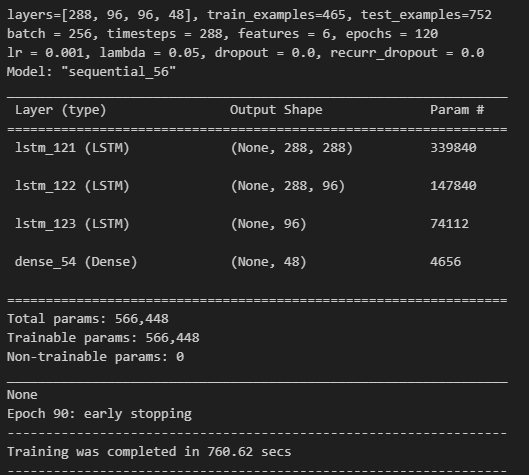 layers=[288, 96, 96, 48], train_examples=465, test_examples=752
batch = 256, timesteps = 288, features = 6, epochs = 120
lr = 0.001, lambda = 0.05, dropout = 0.0, recurr_dropout = 0.0
Model: "sequential_56"
_________________________________________________________________
Layer (type) Output Shape Param #
=================================================================
lstm_121 (LSTM) (None, 288, 288) 339840
lstm_122 (LSTM) (None, 288, 96) 147840
lstm_123 (LSTM) (None, 96) 74112
dense_54 (Dense) (None, 48) 4656
=================================================================
Total params: 566,448
Trainable params: 566,448
Non-trainable params: 0
_________________________________________________________________
None
Epoch 90: early stopping
-----------------------------------------------------------------
Training was completed in 760.62 secs
-----------------------------------------------------------------